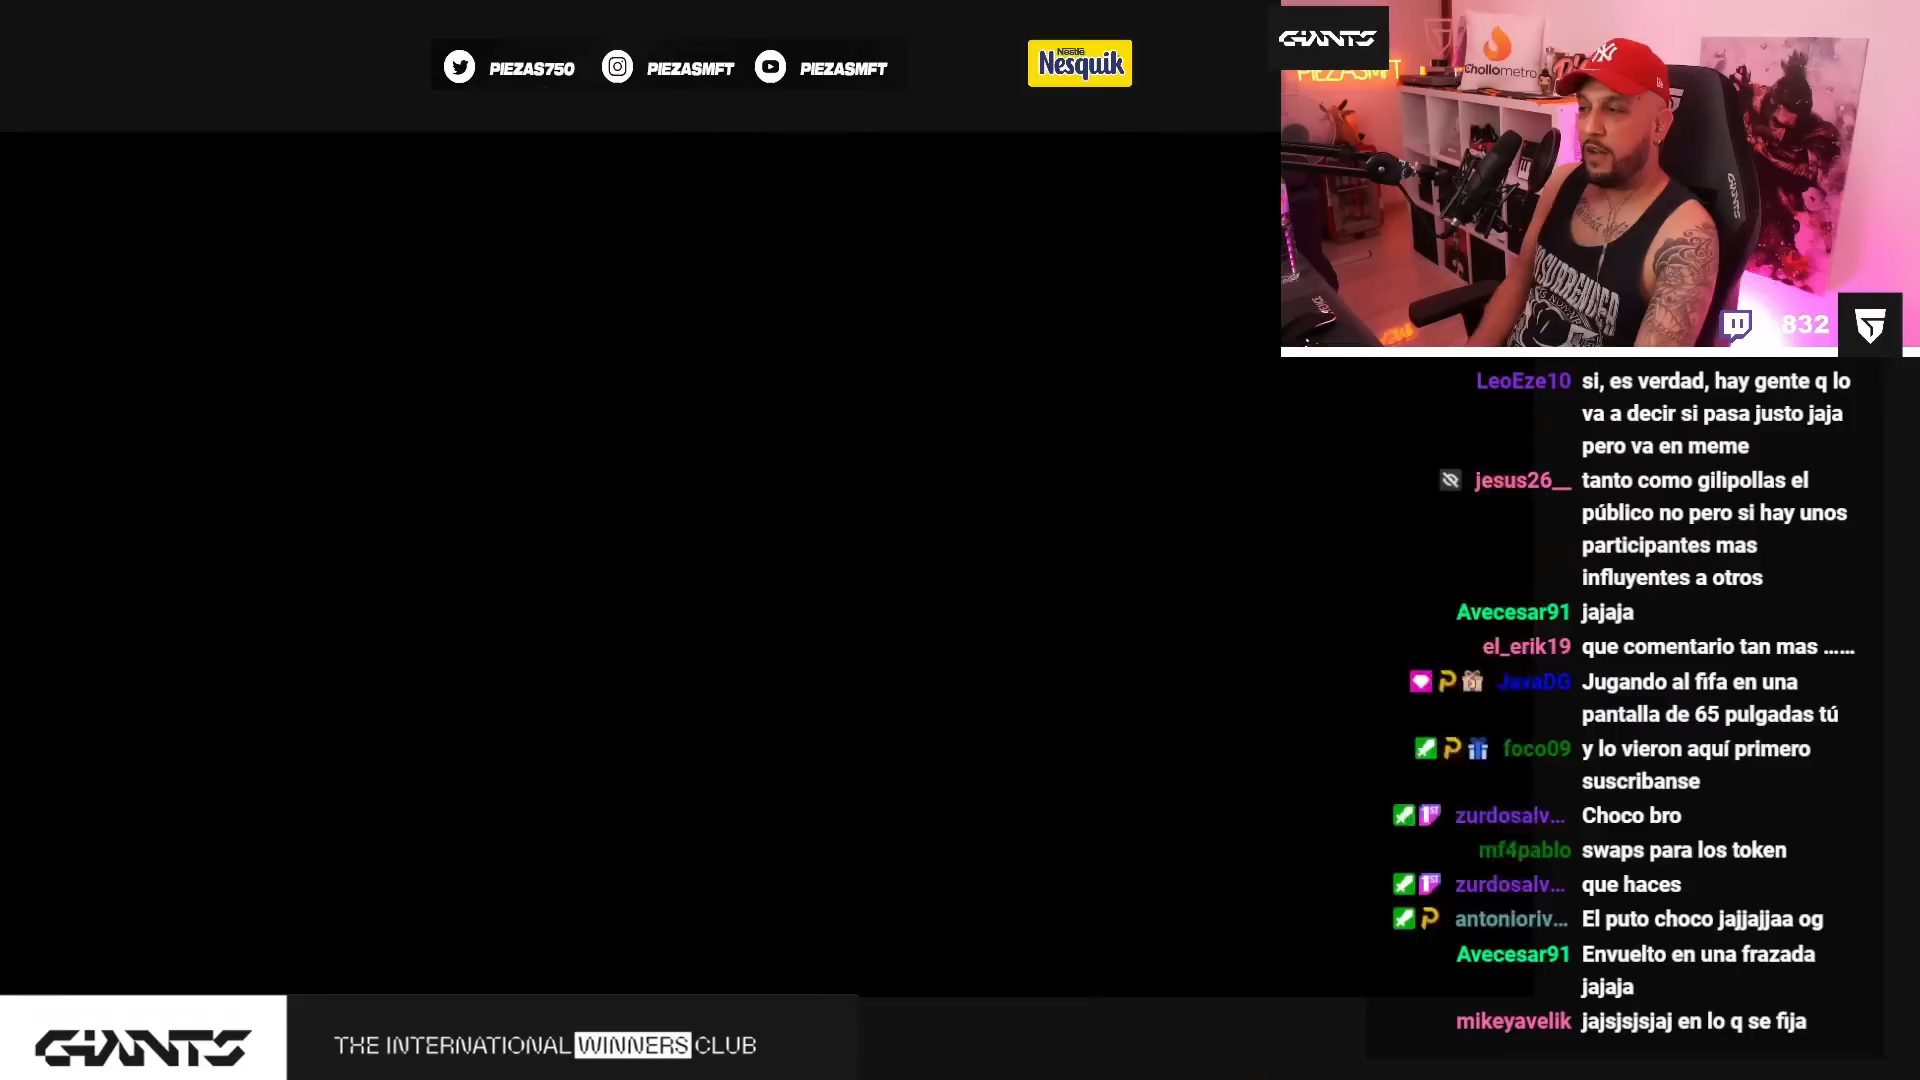 PIEZAS750
PIEZASMFT
PIEZASMFT
Nestlé
Nesquik
GIANTS
PIEZASMFT
chollometro
NOSURRENDER
832
LeoEze10 si, es verdad, hay gente q lo
va a decir si pasa justo jaja
pero va en meme
jesus26__ tanto como gilipollas el
público no pero si hay unos
participantes mas
influyentes a otros
Avecesar91 jajaja
el_erik19 que comentario tan mas ......
JavaDG Jugando al fifa en una
pantalla de 65 pulgadas tú
foco09 y lo vieron aquí primero
suscribanse
zurdosalv... Choco bro
mf4pablo swaps para los token
zurdosalv... que haces
antonioriv... El puto choco jajjajjaa og
Avecesar91 Envuelto en una frazada
jajaja
mikeyavelik jajsjsjsjaj en lo q se fija
GIANTS
THE INTERNATIONAL WINNERS CLUB